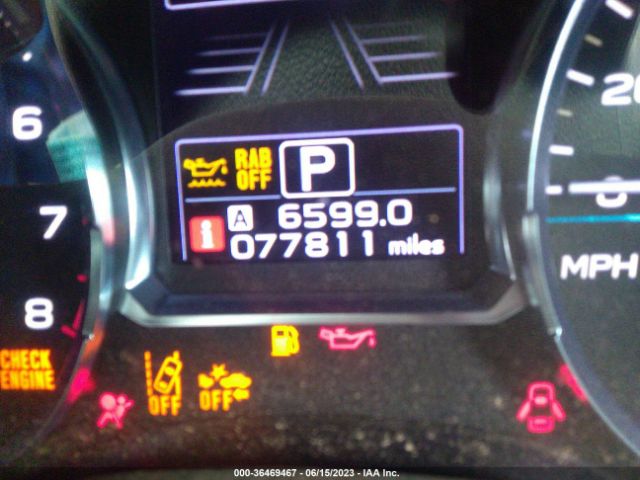 6
7
8
20
0
MPH
RAB
OFF
P
A 6599.0
i 077811 miles
CHECK
ENGINE
OFF
OFF
000-36469467 - 06/15/2023 - IAA Inc.